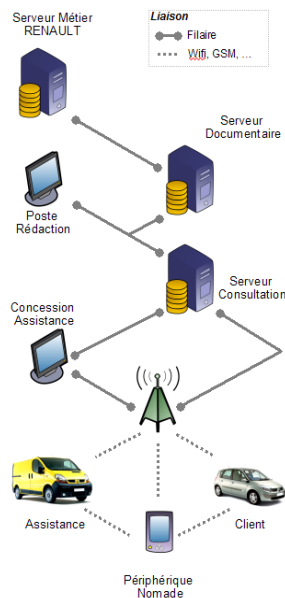 Serveur Métier
RENAULT
Liaison
Filaire
Wifi, GSM, ...
Serveur
Documentaire
Poste
Rédaction
Serveur
Consultation
Concession
Assistance
Assistance
Client
Périphérique
Nomade